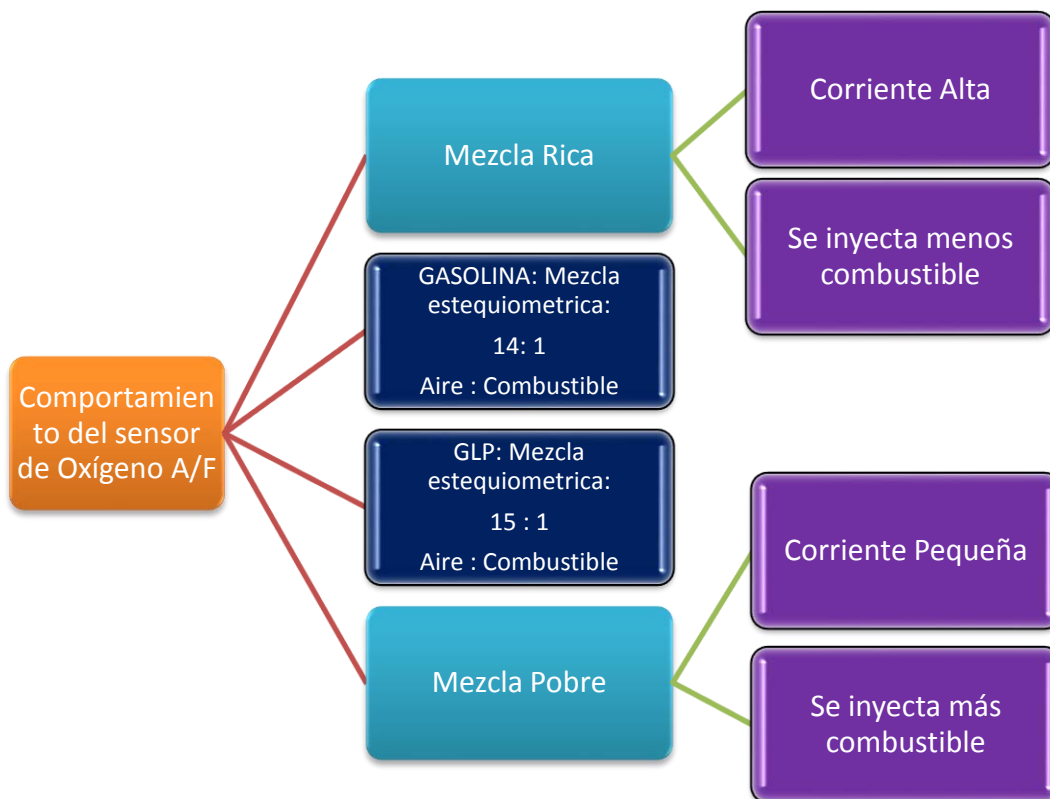 Comportamien
to del sensor
de Oxígeno A/F
Mezcla Rica
Corriente Alta
Se inyecta menos
combustible
GASOLINA: Mezcla
estequiometrica:
14: 1
Aire : Combustible
GLP: Mezcla
estequiometrica:
15 : 1
Aire : Combustible
Mezcla Pobre
Corriente Pequeña
Se inyecta más
combustible